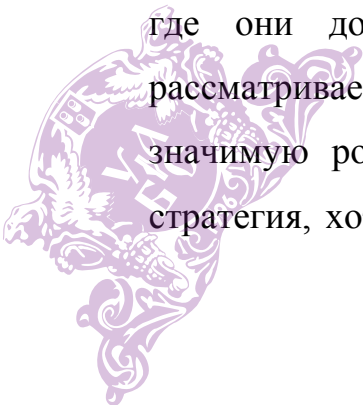 где они до
рассматривае
значимую ро
стратегия, хо